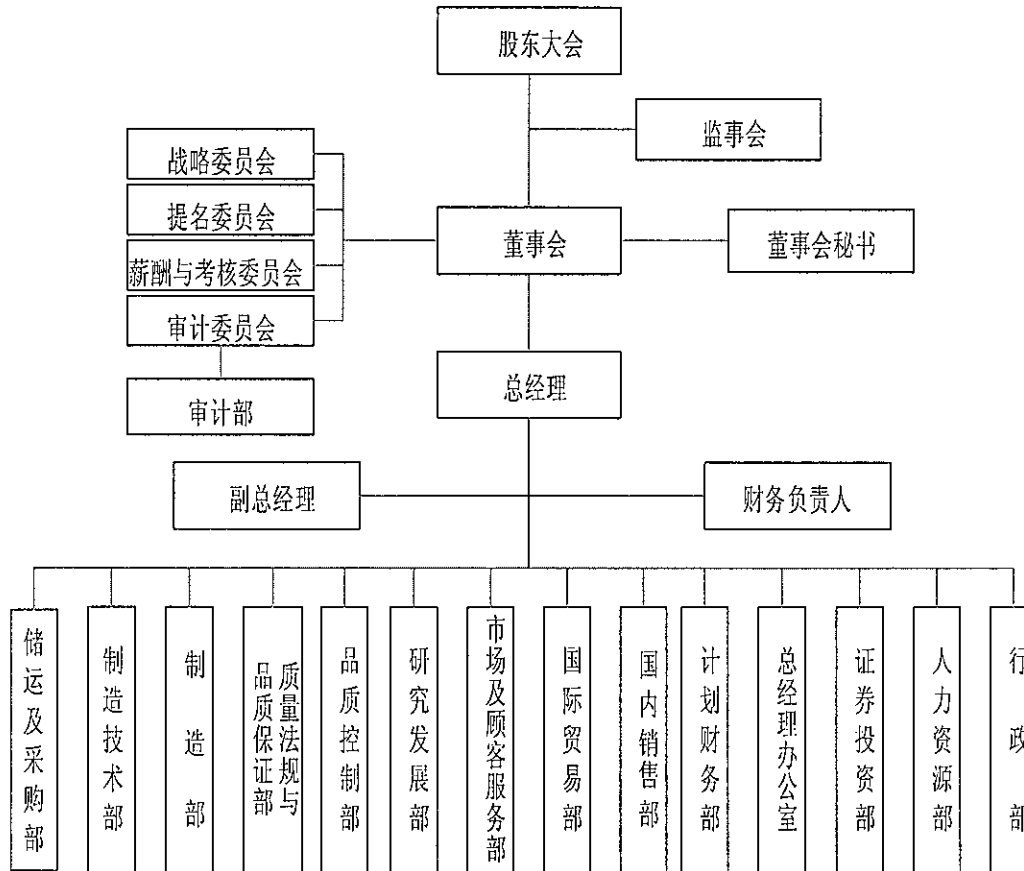 股东大会
监事会
战略委员会
提名委员会
董事会
董事会秘书
薪酬与考核委员会
审计委员会
总经理
审计部
副总经理
财务负责人
储运及采购部
制造技术部
制造部
质量法规与
品质保证部
品质控制部
研究发展部
市场及顾客服务部
国际贸易部
国内销售部
计划财务部
总经理办公室
证券投资部
人力资源部
行政部